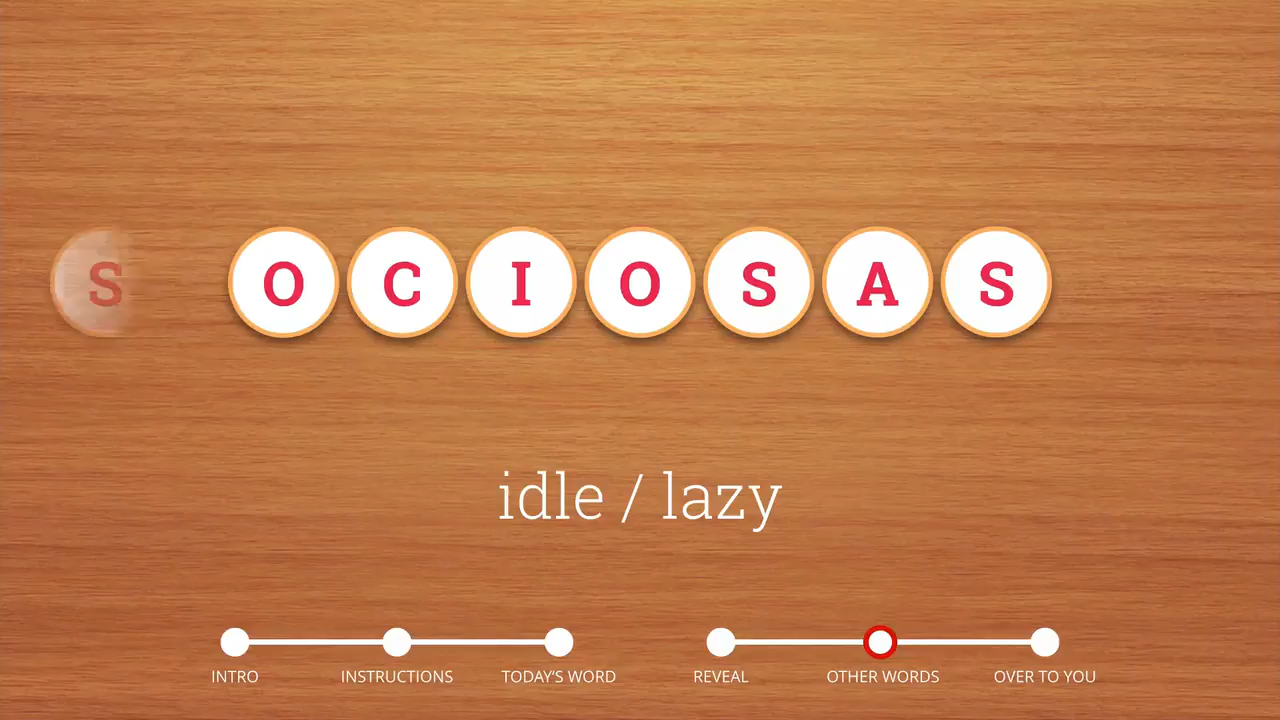 S OCIOSAS
idle / lazy
INTRO INSTRUCTIONS TODAY'S WORD REVEAL OTHER WORDS OVER TO YOU